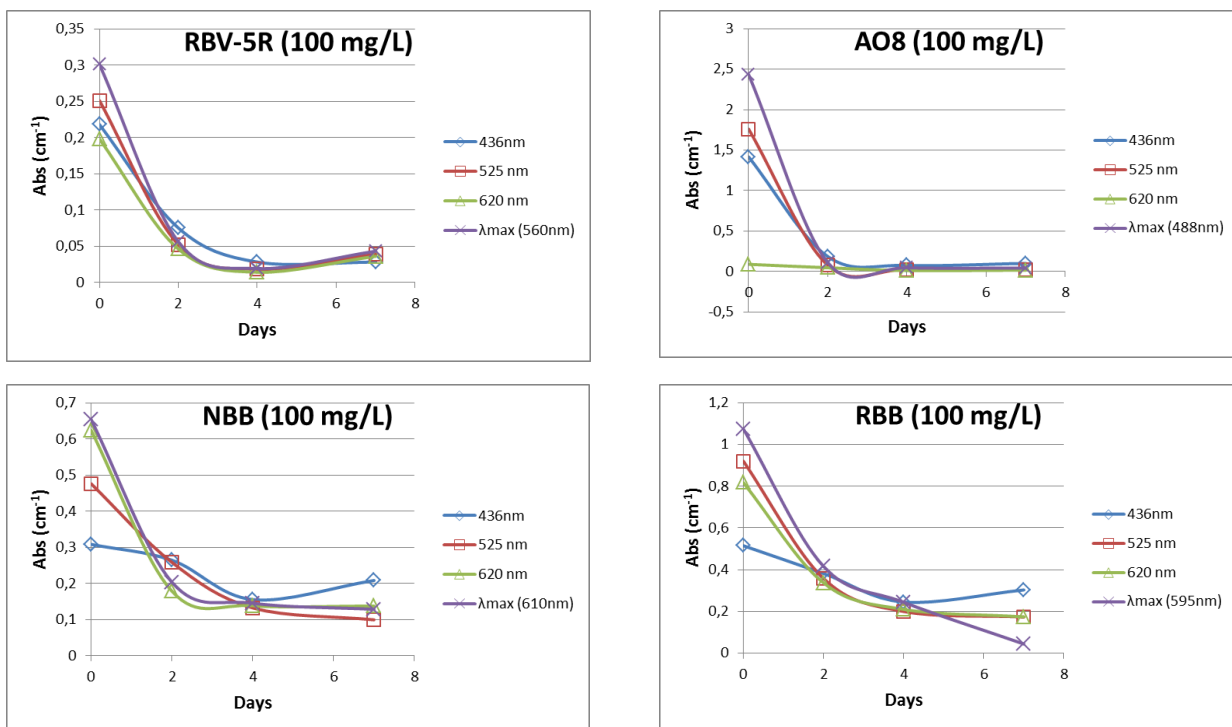 RBV-5R (100 mg/L)
0,35
0,3
0,25
0,2
0,15
0,1
0,05
0
Abs (cm⁻¹)
0 2 4 6 8
Days
436nm
525 nm
620 nm
λmax (560nm)
AO8 (100 mg/L)
3
2,5
2
1,5
1
0,5
0
-0,5
Abs (cm⁻¹)
0 2 4 6 8
Days
436nm
525 nm
620 nm
λmax (488nm)
NBB (100 mg/L)
0,7
0,6
0,5
0,4
0,3
0,2
0,1
0
Abs (cm⁻¹)
0 2 4 6 8
Days
436nm
525 nm
620 nm
λmax (610nm)
RBB (100 mg/L)
1,2
1
0,8
0,6
0,4
0,2
0
Abs (cm⁻¹)
0 2 4 6 8
Days
436nm
525 nm
620 nm
λmax (595nm)